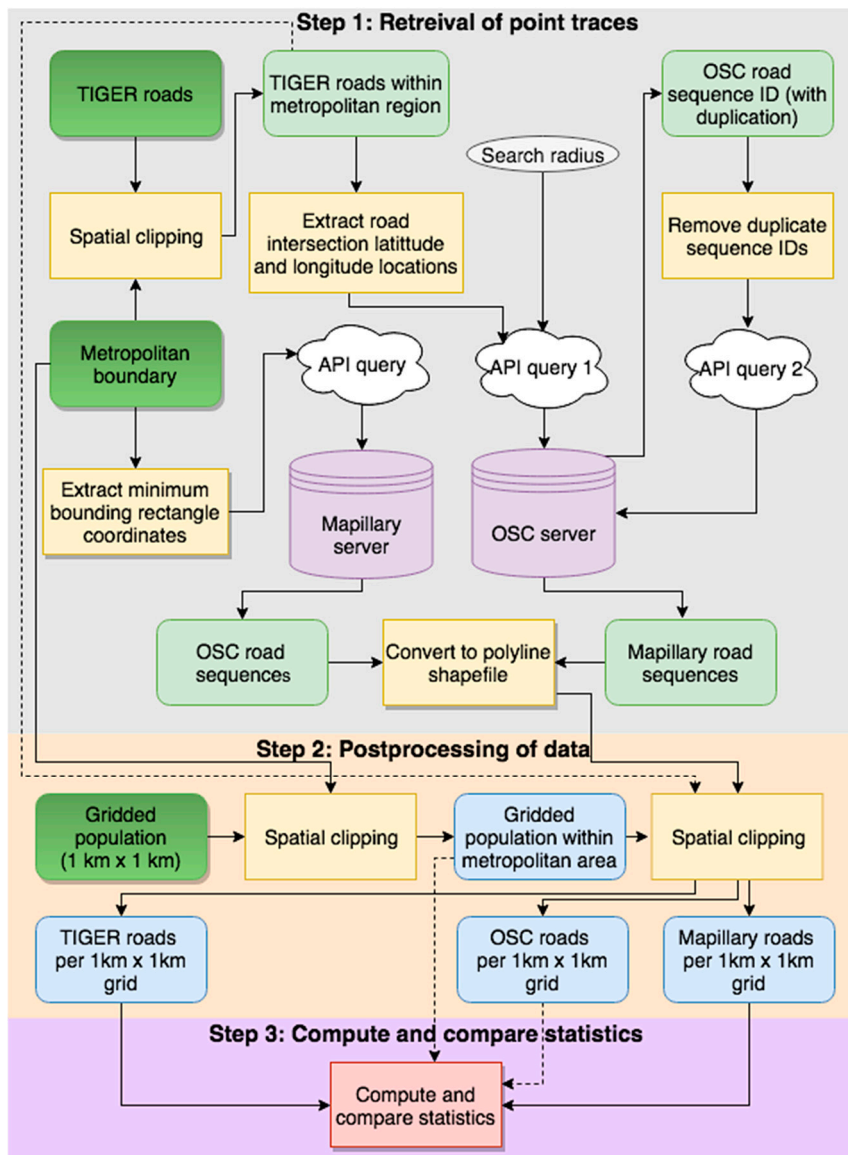 Step 1: Retreival of point traces
TIGER roads
TIGER roads within
metropolitan region
OSC road
sequence ID (with
duplication)
Search radius
Spatial clipping
Extract road
intersection latittude
and longitude locations
Remove duplicate
sequence IDs
Metropolitan
boundary
API query
API query 1
API query 2
Extract minimum
bounding rectangle
coordinates
Mapillary
server
OSC server
OSC road
sequences
Convert to polyline
shapefile
Mapillary road
sequences
Step 2: Postprocessing of data
Gridded
population
(1 km x 1 km)
Spatial clipping
Gridded
population within
metropolitan area
Spatial clipping
TIGER roads
per 1km x 1km
grid
OSC roads
per 1km x 1km
grid
Mapillary roads
per 1km x 1km
grid
Step 3: Compute and compare statistics
Compute and
compare statistics